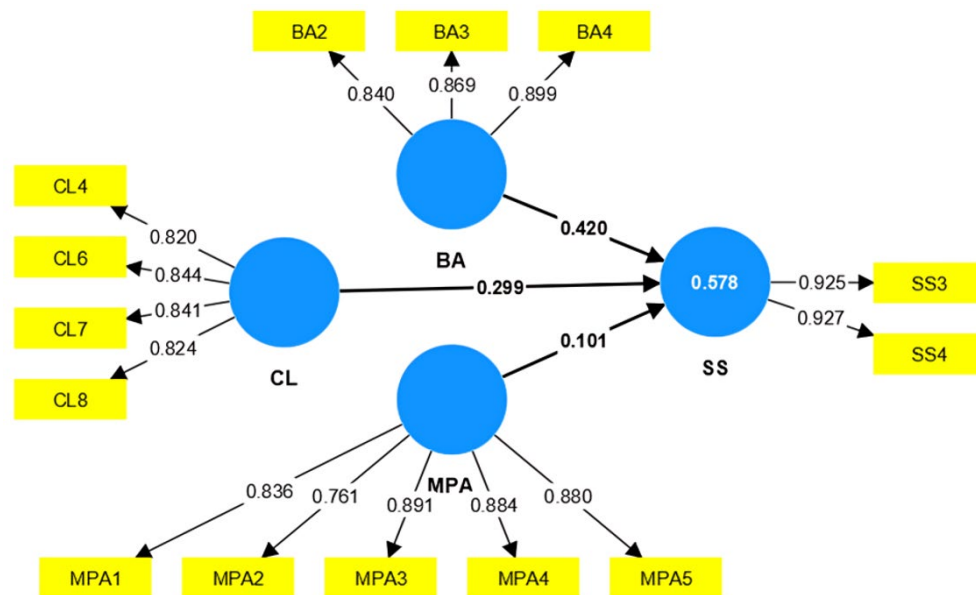 BA2
BA3
BA4
0.840
0.869
0.899
CL4
CL6
CL7
CL8
0.820
0.844
0.841
0.824
BA
0.420
CL
0.299
0.578
SS
0.925
0.927
SS3
SS4
0.101
MPA
0.836
0.761
0.891
0.884
0.880
MPA1
MPA2
MPA3
MPA4
MPA5